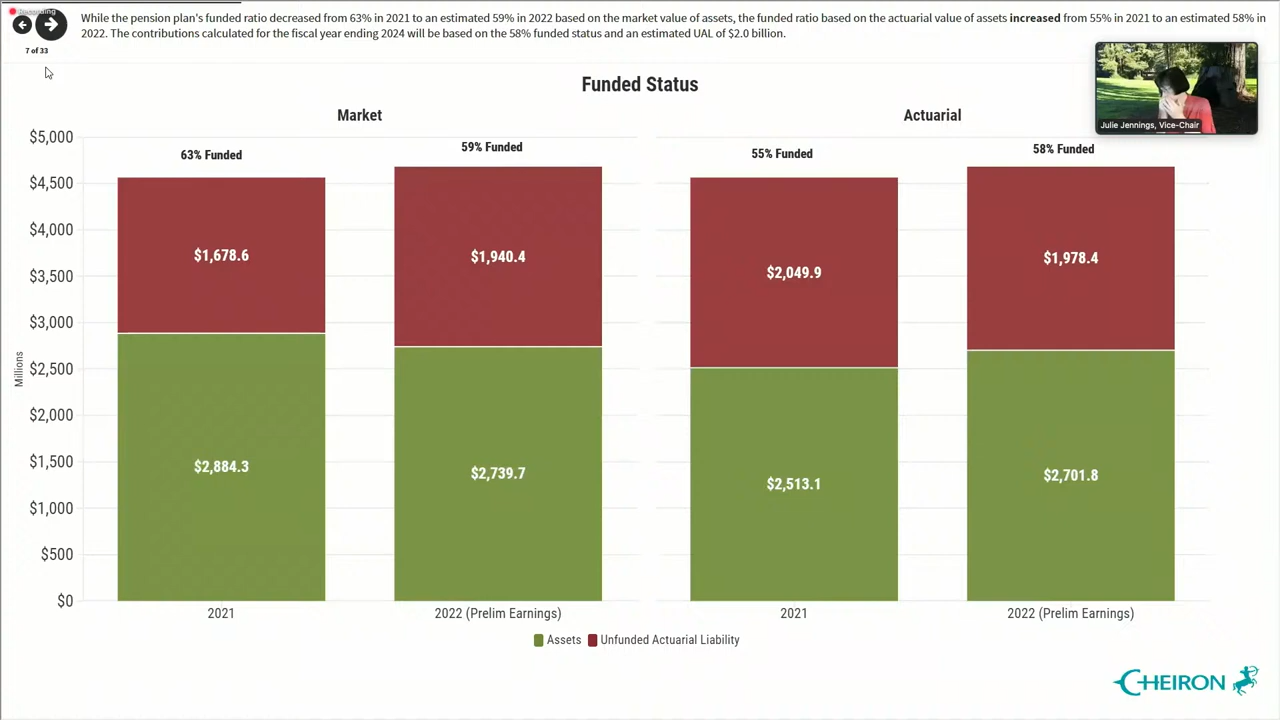 Recording
While the pension plan's funded ratio decreased from 63% in 2021 to an estimated 59% in 2022 based on the market value of assets, the funded ratio based on the actuarial value of assets increased from 55% in 2021 to an estimated 58% in
2022. The contributions calculated for the fiscal year ending 2024 will be based on the 58% funded status and an estimated UAL of $2.0 billion.
7 of 33
Julie Jennings, Vice-Chair
Funded Status
Market
Actuarial
$5,000
$4,500
$4,000
$3,500
$3,000
$2,500
$2,000
$1,500
$1,000
$500
$0
Millions
63% Funded
59% Funded
55% Funded
58% Funded
$1,678.6
$1,940.4
$2,049.9
$1,978.4
$2,884.3
$2,739.7
$2,513.1
$2,701.8
2021
2022 (Prelim Earnings)
2021
2022 (Prelim Earnings)
Assets
Unfunded Actuarial Liability
CHEIRON